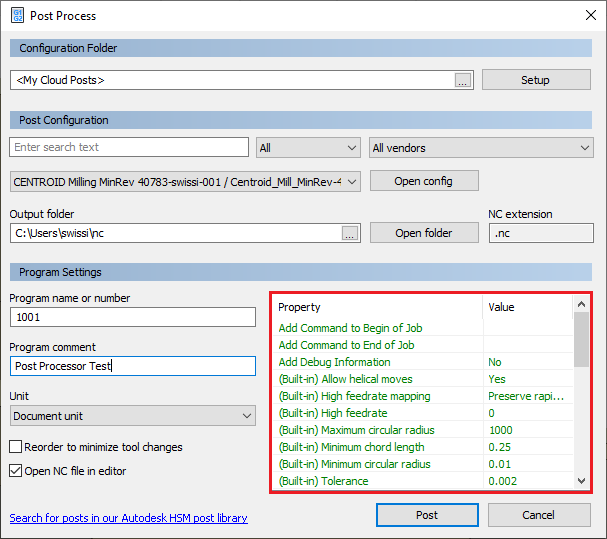 G1
G2
Post Process
Configuration Folder
<My Cloud Posts>
...
Setup
Post Configuration
Enter search text
All
All vendors
CENTROID Milling MinRev 40783-swissi-001 / Centroid_Mill_MinRev-4
Open config
Output folder
NC extension
C:\Users\swissi\nc
...
Open folder
.nc
Program Settings
Program name or number
1001
Program comment
Post Processor Test
Unit
Document unit
Reorder to minimize tool changes
Open NC file in editor
Property Value
Add Command to Begin of Job
Add Command to End of Job
Add Debug Information No
(Built-in) Allow helical moves Yes
(Built-in) High feedrate mapping Preserve rapi...
(Built-in) High feedrate 0
(Built-in) Maximum circular radius 1000
(Built-in) Minimum chord length 0.25
(Built-in) Minimum circular radius 0.01
(Built-in) Tolerance 0.002
Search for posts in our Autodesk HSM post library
Post
Cancel